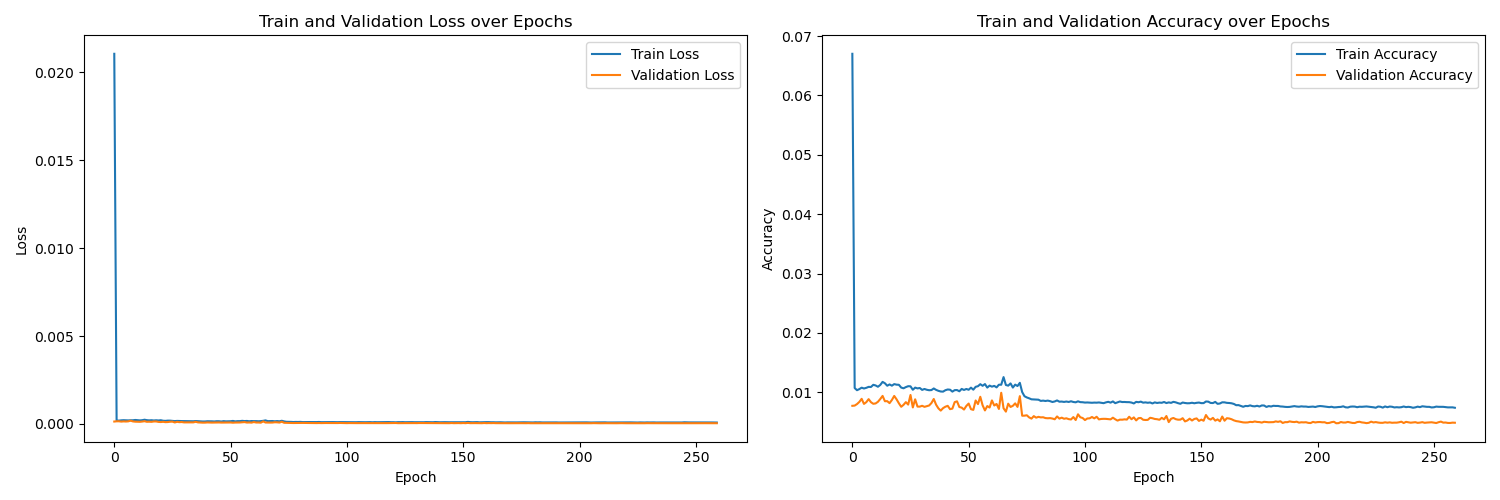 Train and Validation Loss over Epochs
Train Loss
Validation Loss
0.020
0.015
0.010
0.005
0.000
Loss
0
50
100
150
200
250
Epoch
Train and Validation Accuracy over Epochs
Train Accuracy
Validation Accuracy
0.07
0.06
0.05
0.04
0.03
0.02
0.01
Accuracy
0
50
100
150
200
250
Epoch